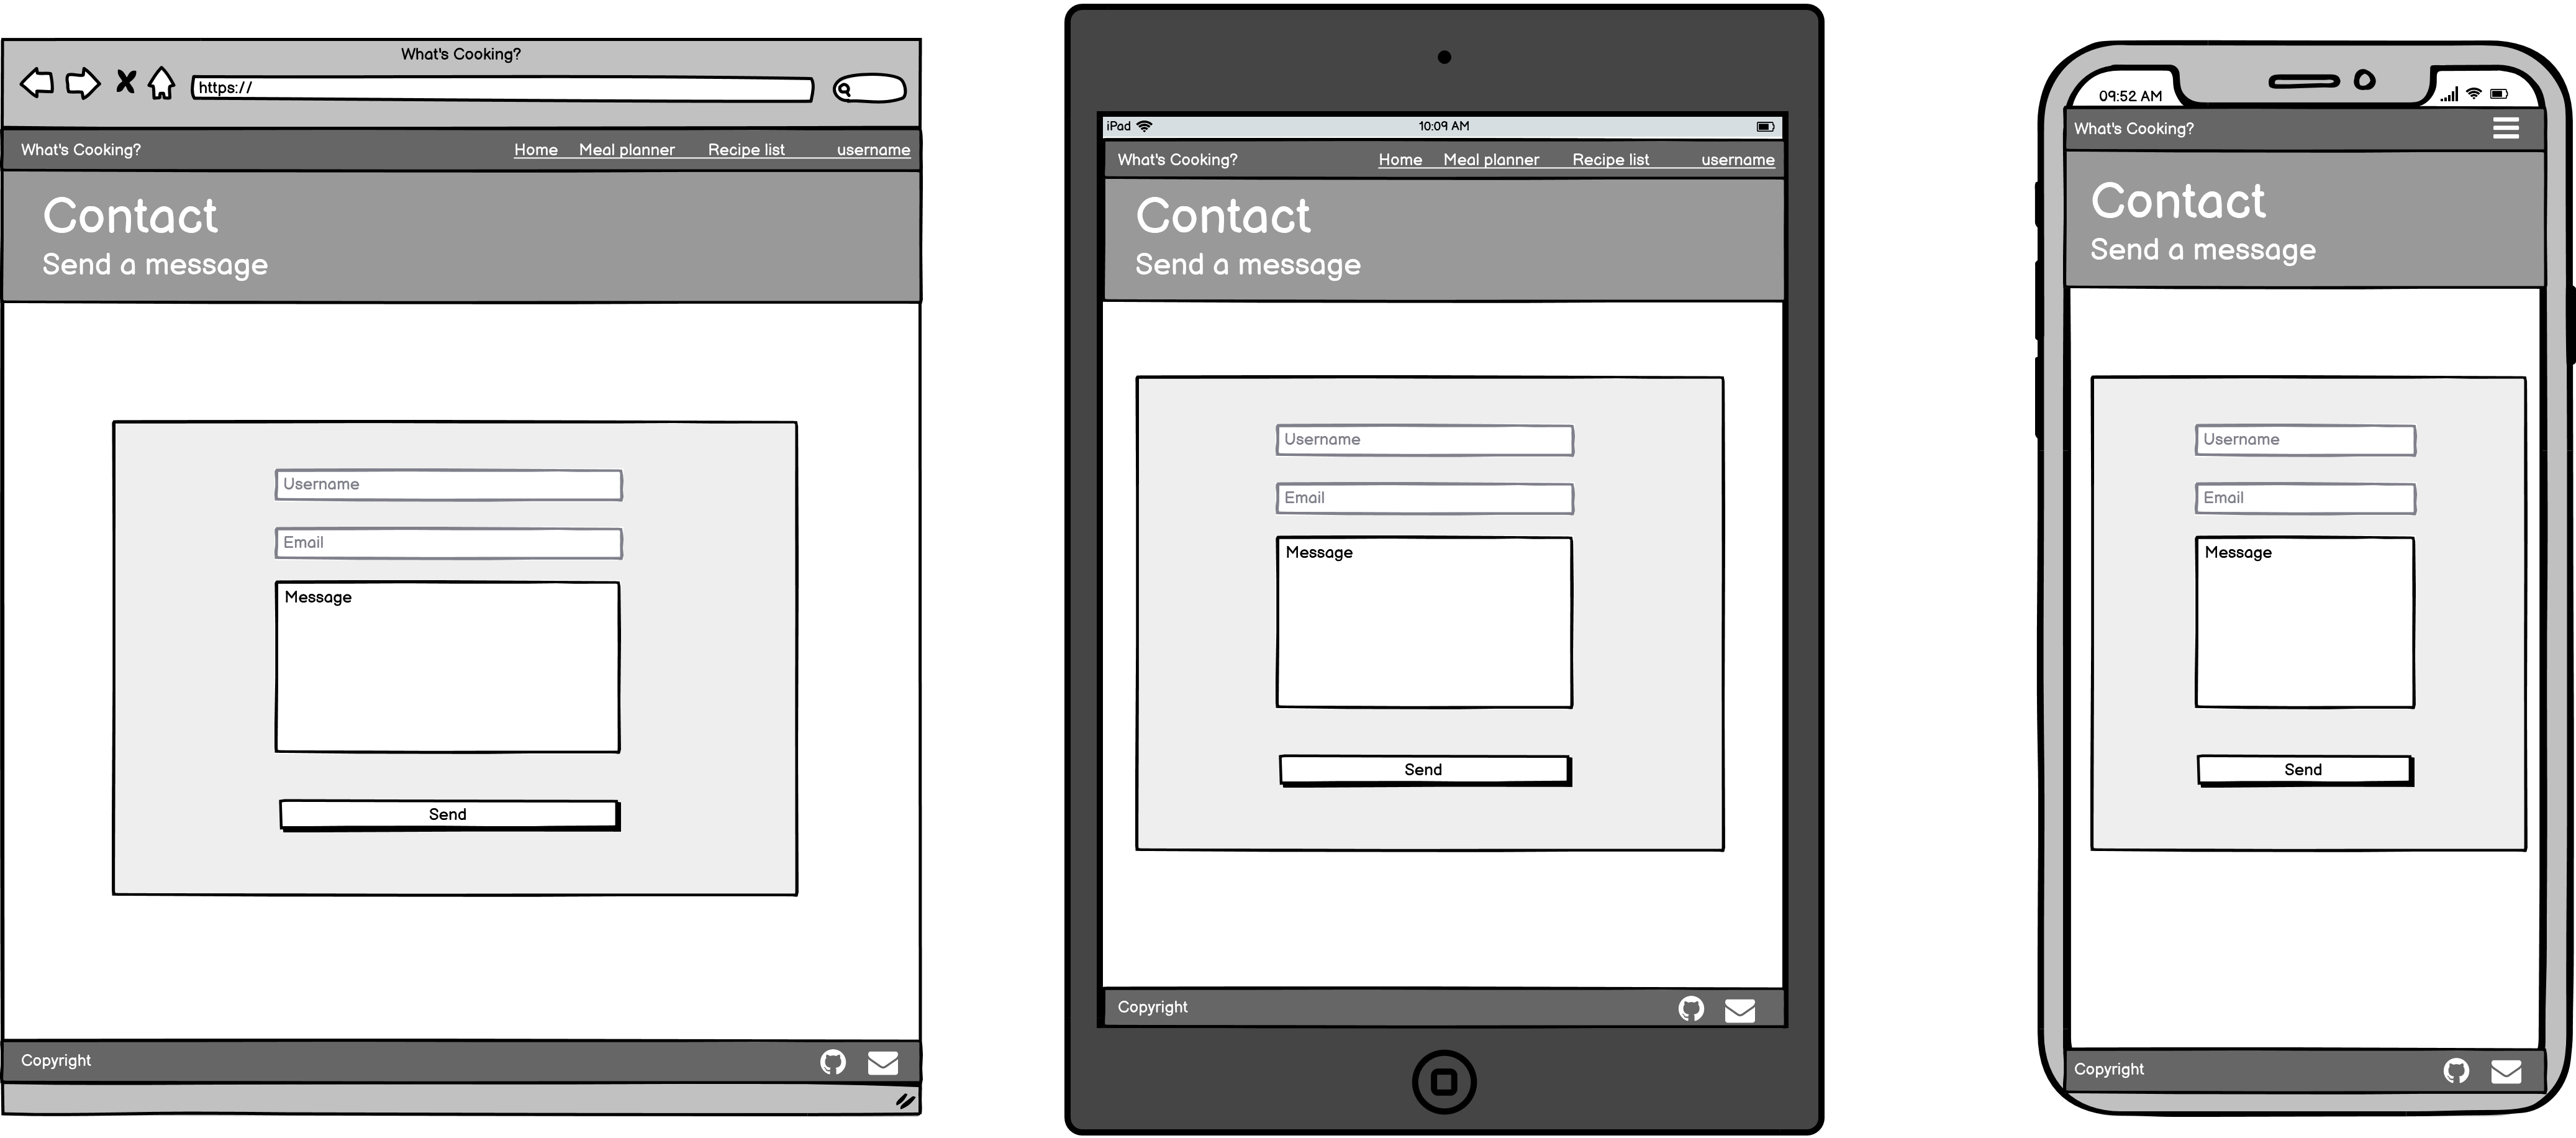 What's Cooking?
https://
What's Cooking? Home Meal planner Recipe list username
Contact
Send a message
Username
Email
Message
Send
Copyright
iPad 10:09 AM
What's Cooking? Home Meal planner Recipe list username
Contact
Send a message
Username
Email
Message
Send
Copyright
09:52 AM
What's Cooking?
Contact
Send a message
Username
Email
Message
Send
Copyright